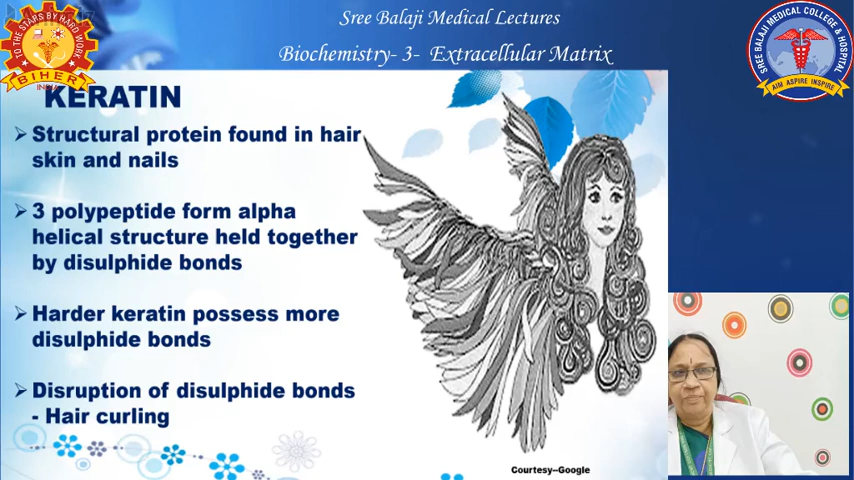 Sree Balaji Medical Lectures
Biochemistry- 3- Extracellular Matrix
TO THE STARS BY HARD WORK
BIHER
INDIA
SREE BALAJI MEDICAL COLLEGE & HOSPITAL
AIM ASPIRE INSPIRE
KERATIN
➢ Structural protein found in hair
skin and nails
➢ 3 polypeptide form alpha
helical structure held together
by disulphide bonds
➢ Harder keratin possess more
disulphide bonds
➢ Disruption of disulphide bonds
- Hair curling
Courtesy--Google